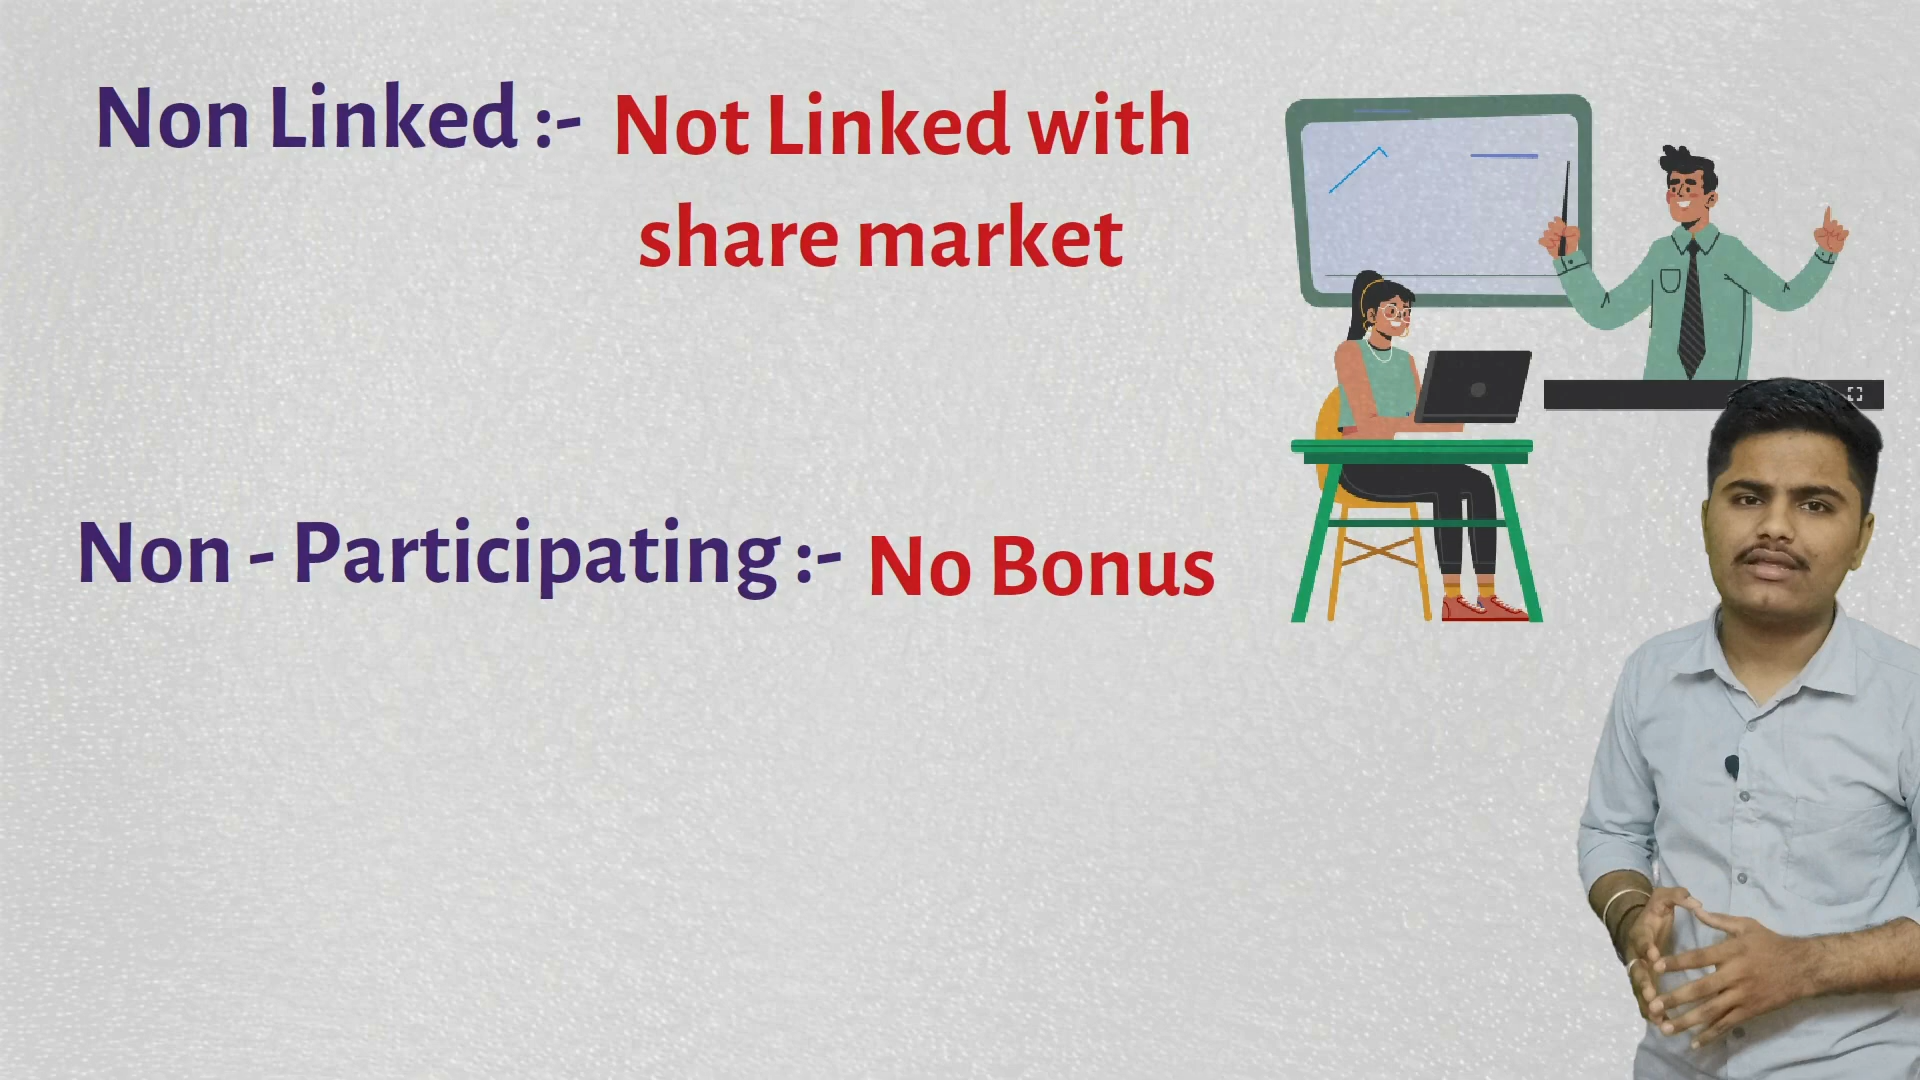 Non Linked :- Not Linked with
share market
Non - Participating :- No Bonus